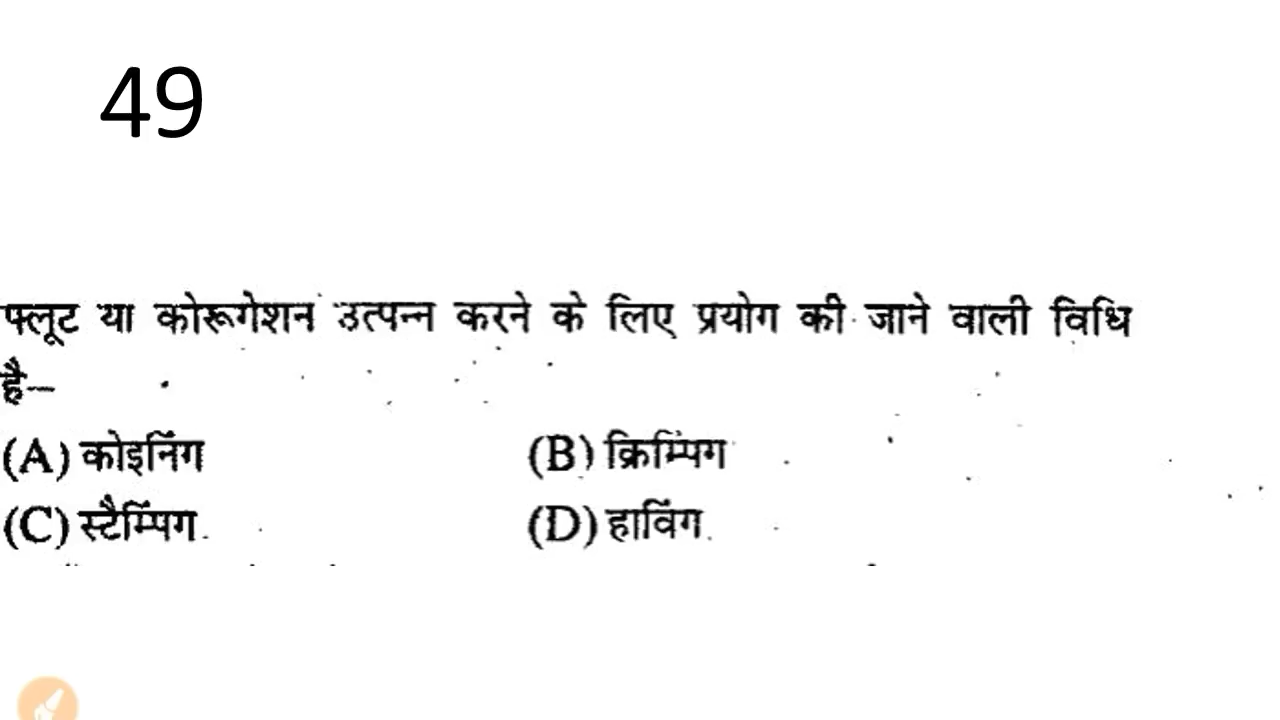 49
फ्लूट या कोरूगेशन उत्पन्न करने के लिए प्रयोग की जाने वाली विधि
है–
(A) कोइनिंग (B) क्रिम्पिंग
(C) स्टैम्पिंग (D) हाविंग